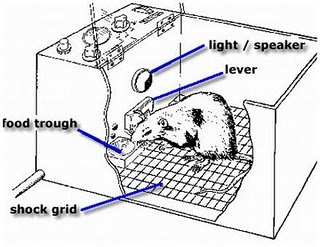 light / speaker
lever
food trough
shock grid